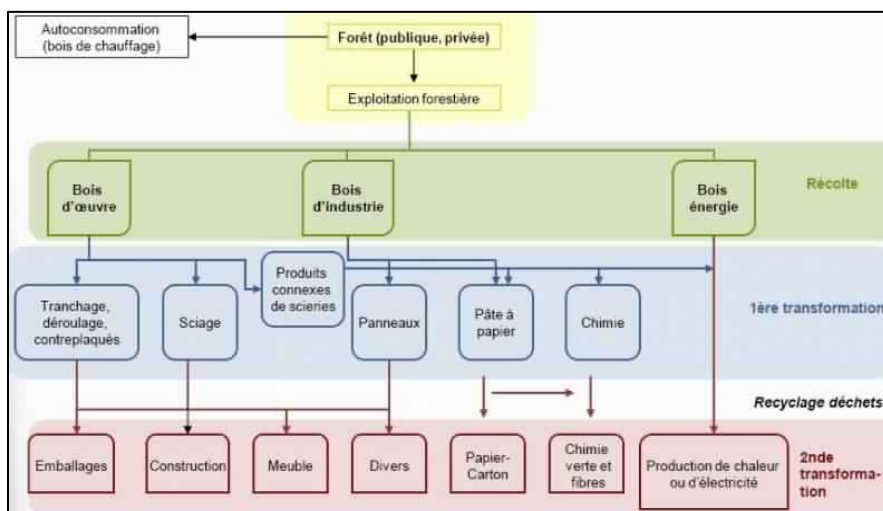 Autoconsommation
(bois de chauffage)
Forêt (publique, privée)
Exploitation forestière
Bois
d'œuvre
Bois
d'industrie
Bois
énergie
Récolte
Tranchage,
déroulage,
contreplaqués
Sciage
Produits
connexes
de scieries
Panneaux
Pâte à
papier
Chimie
1ère transformation
Recyclage déchets
Emballages
Construction
Meuble
Divers
Papier-
Carton
Chimie
verte et
fibres
Production de chaleur
ou d'électricité
2nde
transforma-
tion